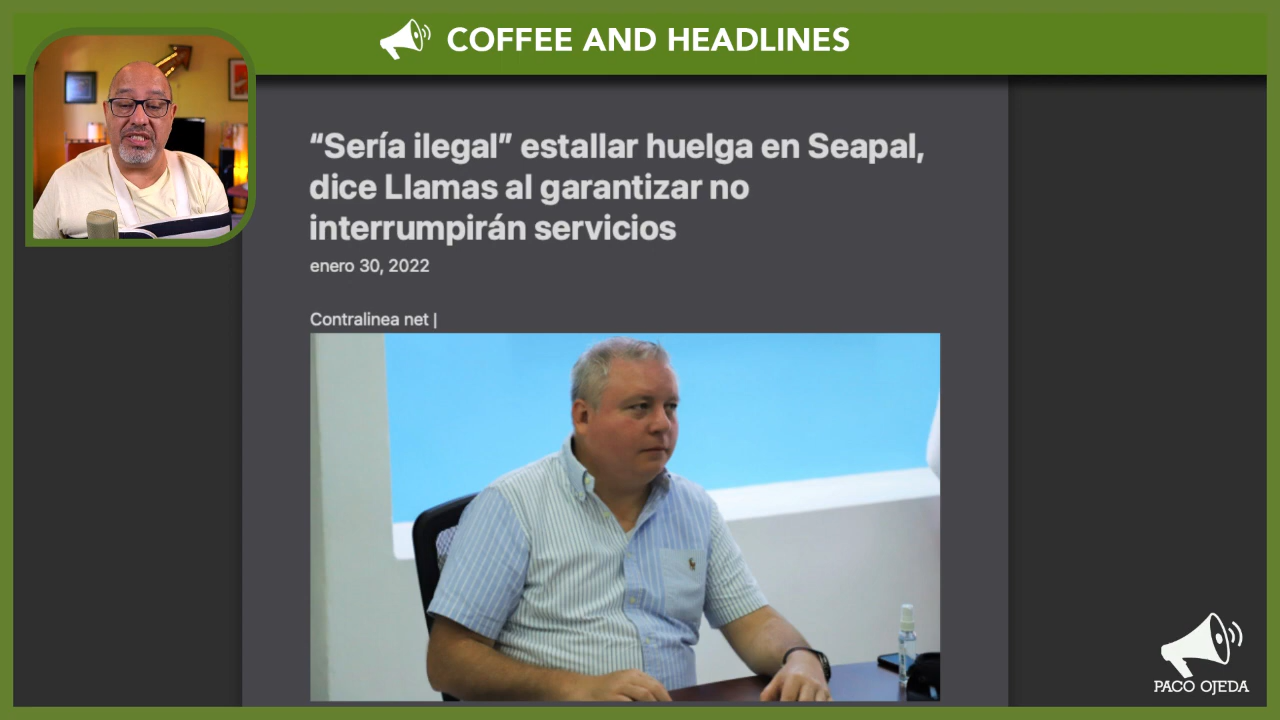 COFFEE AND HEADLINES
“Sería ilegal” estallar huelga en Seapal,
dice Llamas al garantizar no
interrumpirán servicios
enero 30, 2022
Contralinea net |
PACO OJEDA